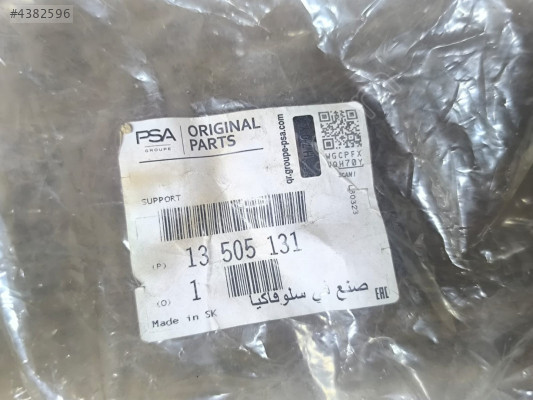 #4382596
PSA
GROUPE
ORIGINAL
PARTS
qr.groupe-psa.com
WGCPFX
SCAN!
SUPPORT
(P) 13 505 131
(Q) 1
صنع في سلوفاكيا
Made in SK
EAC